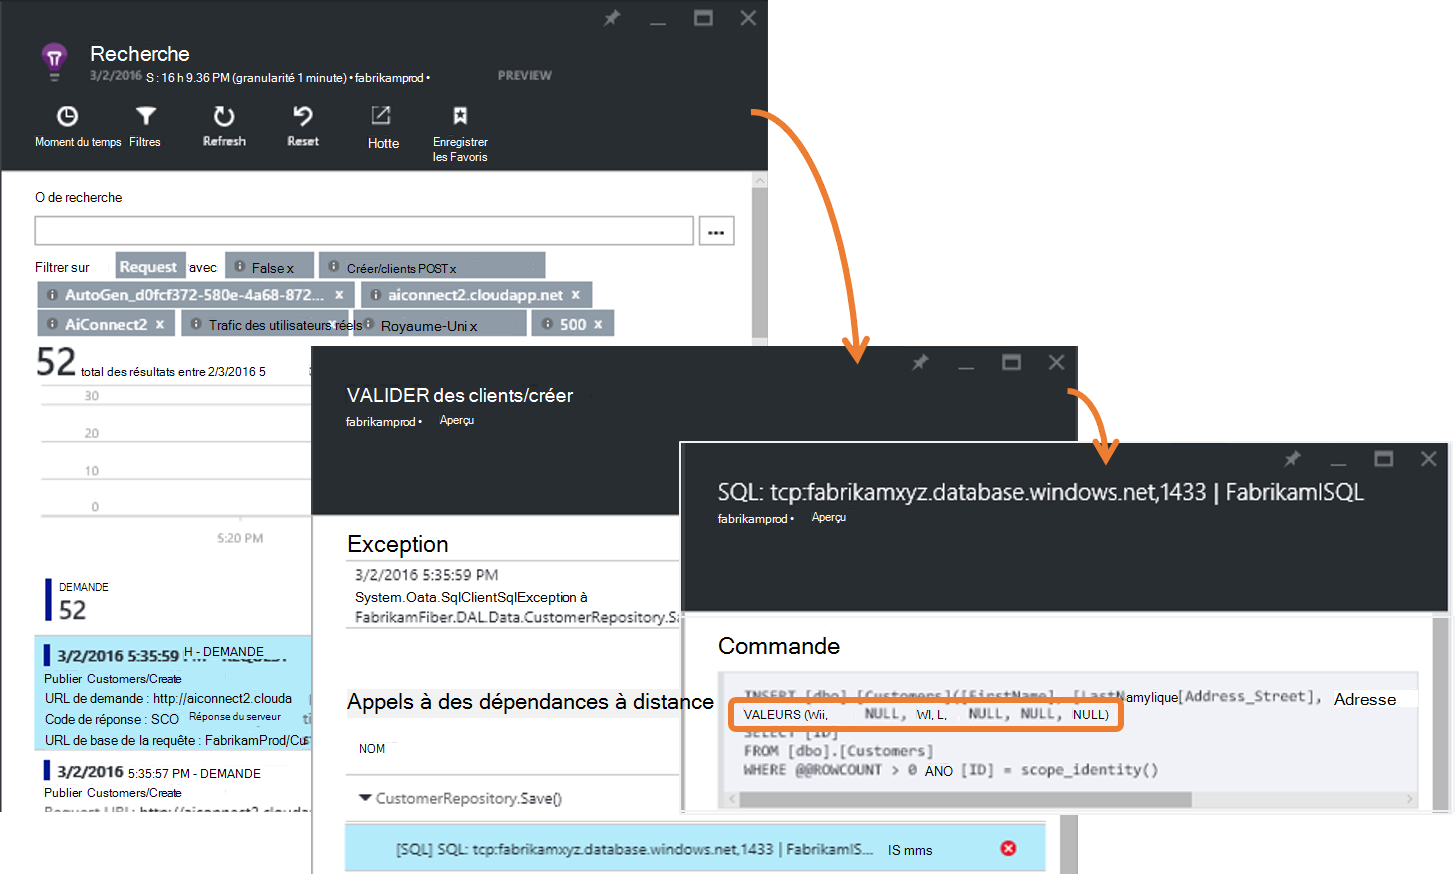 Recherche
3/2/2016 S : 16 h 9.36 PM (granularité 1 minute) • fabrikamprod •
PREVIEW
Moment du temps
Filtres
Refresh
Reset
Hotte
Enregistrer
les Favoris
O de recherche
Filtrer sur Request avec False x Créer/clients POST x
AutoGen_d0fcf372-580e-4a68-872... x aiconnect2.cloudapp.net x
AiConnect2 x Trafic des utilisateurs réels x Royaume-Uni x 500 x
52 total des résultats entre 2/3/2016 5
30
20
10
0
5:20 PM
DEMANDE
52
3/2/2016 5:35:59 H - DEMANDE
Publier Customers/Create
URL de demande : http://aiconnect2.clouda
Code de réponse : SCO Réponse du serveur
URL de base de la requête : FabrikamProd/Cu
3/2/2016 5:35:57 PM - DEMANDE
Publier Customers/Create
Request URL: http://aiconnect2.cloudap
VALIDER des clients/créer
fabrikamprod • Aperçu
Exception
3/2/2016 5:35:59 PM
System.Oata.SqlClientSqlException à
FabrikamFiber.DAL.Data.CustomerRepository.Sa
Appels à des dépendances à distance
NOM
CustomerRepository.Save()
[SQL] SQL: tcp:fabrikamxyz.database.windows.net,1433 | FabrikamIS... IS mms
SQL: tcp:fabrikamxyz.database.windows.net,1433 | FabrikamISQL
fabrikamprod • Aperçu
Commande
INSERT [dbo].[Customers]([FirstName], [LastNamylique[Address_Street], Adresse
VALEURS (Wii, NULL, WI, L, NULL, NULL, NULL)
SELECT [ID]
FROM [dbo].[Customers]
WHERE @@ROWCOUNT > 0 ANO [ID] = scope_identity()